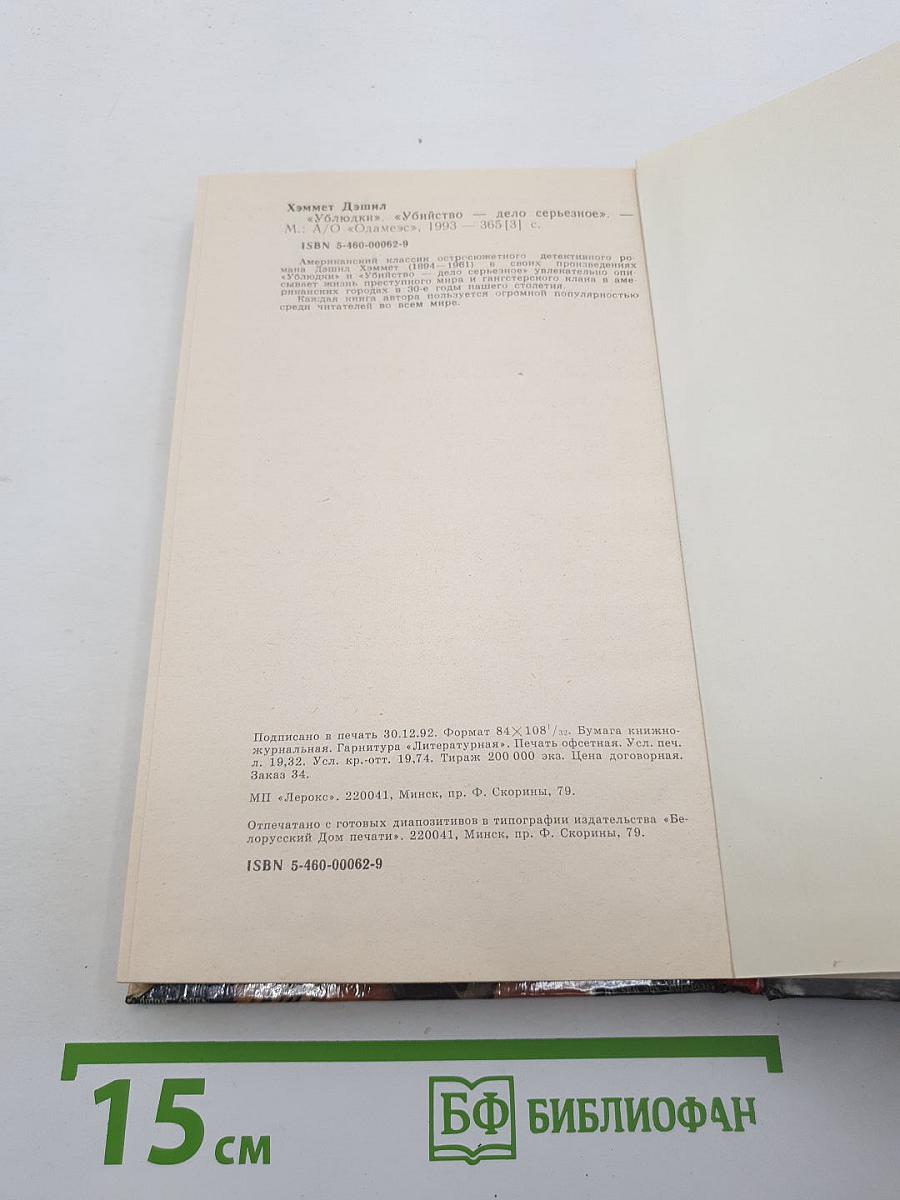 Хэммет Дэшил
«Ублюдки». «Убийство — дело серьезное». —
М.: А/О «Одамеэс», 1993 — 365[3] с.
ISBN 5-460-00062-9
Американский классик остросюжетного детективного ро-
мана Дэшил Хэммет (1894—1961) в своих произведениях
«Ублюдки» и «Убийство — дело серьезное» увлекательно опи-
сывает жизнь преступного мира и гангстерского клана в аме-
риканских городах в 30-е годы нашего столетия.
Каждая книга автора пользуется огромной популярностью
среди читателей во всем мире.
Подписано в печать 30.12.92. Формат 84×108¹/₃₂. Бумага книжно-
журнальная. Гарнитура «Литературная». Печать офсетная. Усл. печ.
л. 19,32. Усл. кр.-отт. 19,74. Тираж 200 000 экз. Цена договорная.
Заказ 34.
МП «Лерокс». 220041, Минск, пр. Ф. Скорины, 79.
Отпечатано с готовых диапозитивов в типографии издательства «Бе-
лорусский Дом печати». 220041, Минск, пр. Ф. Скорины, 79.
ISBN 5-460-00062-9
15 см
БФ БИБЛИОФАН